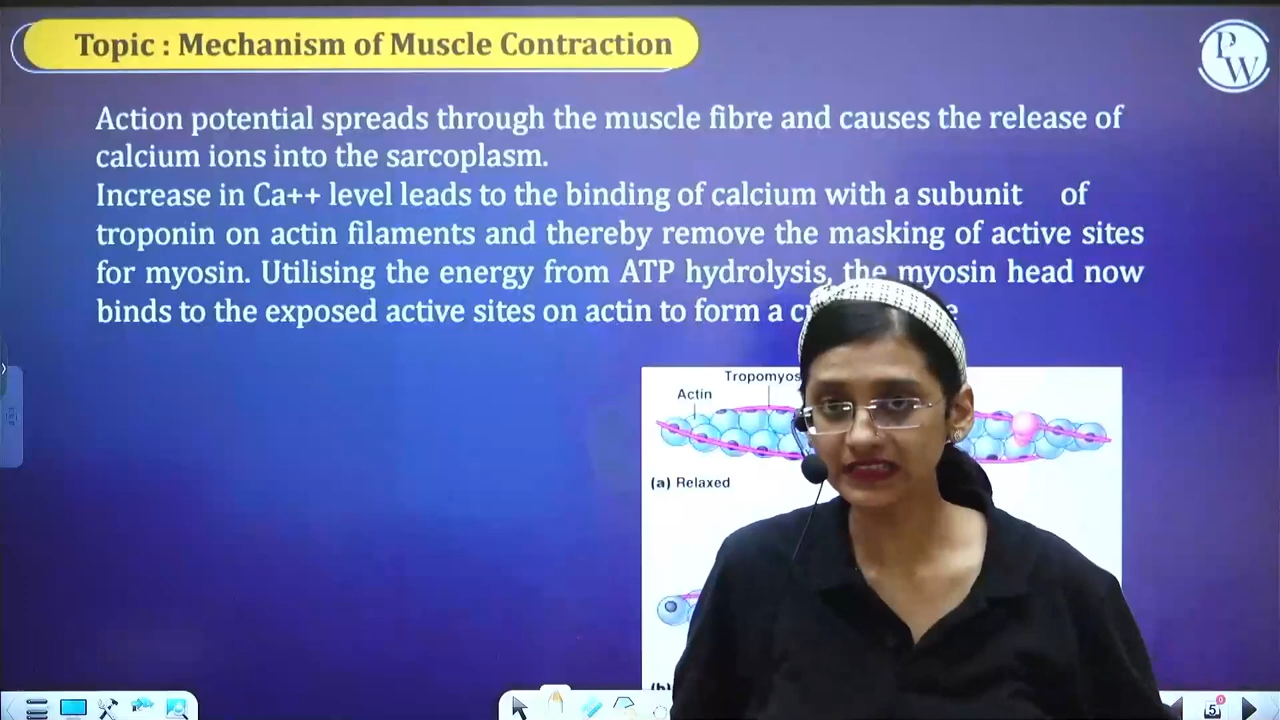 Topic : Mechanism of Muscle Contraction
PW
Action potential spreads through the muscle fibre and causes the release of
calcium ions into the sarcoplasm.
Increase in Ca++ level leads to the binding of calcium with a subunit of
troponin on actin filaments and thereby remove the masking of active sites
for myosin. Utilising the energy from ATP hydrolysis, the myosin head now
binds to the exposed active sites on actin to form a
Tropomyos
Actin
(a) Relaxed
5